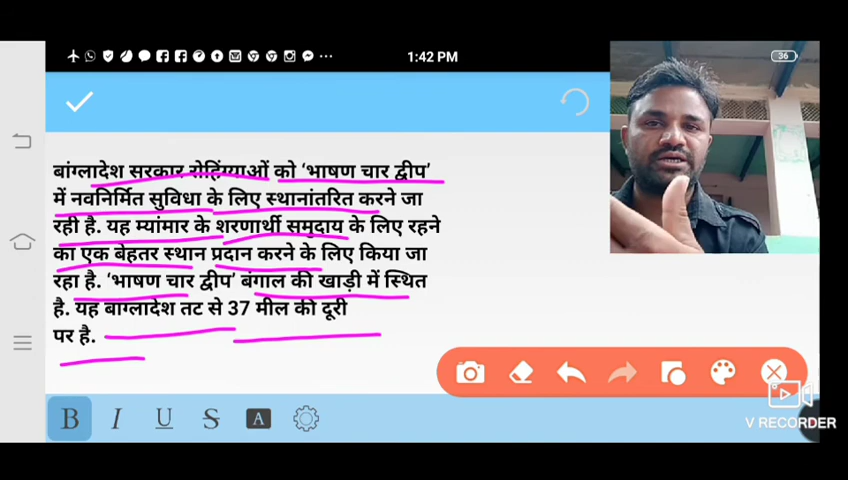 1:42 PM
36
बांग्लादेश सरकार रोहिंग्याओं को ‘भाषण चार द्वीप’
में नवनिर्मित सुविधा के लिए स्थानांतरित करने जा
रही है. यह म्यांमार के शरणार्थी समुदाय के लिए रहने
का एक बेहतर स्थान प्रदान करने के लिए किया जा
रहा है. ‘भाषण चार द्वीप’ बंगाल की खाड़ी में स्थित
है. यह बाग्लादेश तट से 37 मील की दूरी
पर है.
B I U S A
V RECORDER